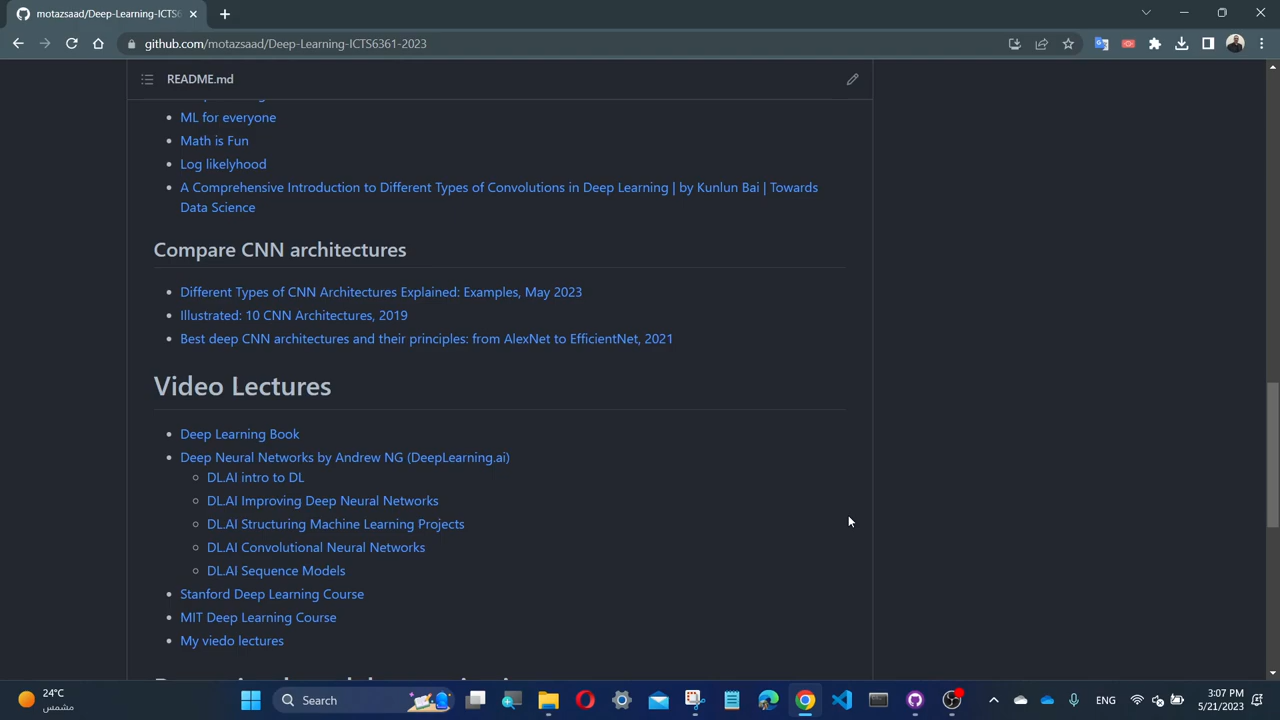 motazsaad/Deep-Learning-ICTS6
github.com/motazsaad/Deep-Learning-ICTS6361-2023
README.md
ML for everyone
Math is Fun
Log likelyhood
A Comprehensive Introduction to Different Types of Convolutions in Deep Learning | by Kunlun Bai | Towards
Data Science
Compare CNN architectures
Different Types of CNN Architectures Explained: Examples, May 2023
Illustrated: 10 CNN Architectures, 2019
Best deep CNN architectures and their principles: from AlexNet to EfficientNet, 2021
Video Lectures
Deep Learning Book
Deep Neural Networks by Andrew NG (DeepLearning.ai)
DL.AI intro to DL
DL.AI Improving Deep Neural Networks
DL.AI Structuring Machine Learning Projects
DL.AI Convolutional Neural Networks
DL.AI Sequence Models
Stanford Deep Learning Course
MIT Deep Learning Course
My viedo lectures
24°C
مشمس
Search
ENG
3:07 PM
5/21/2023